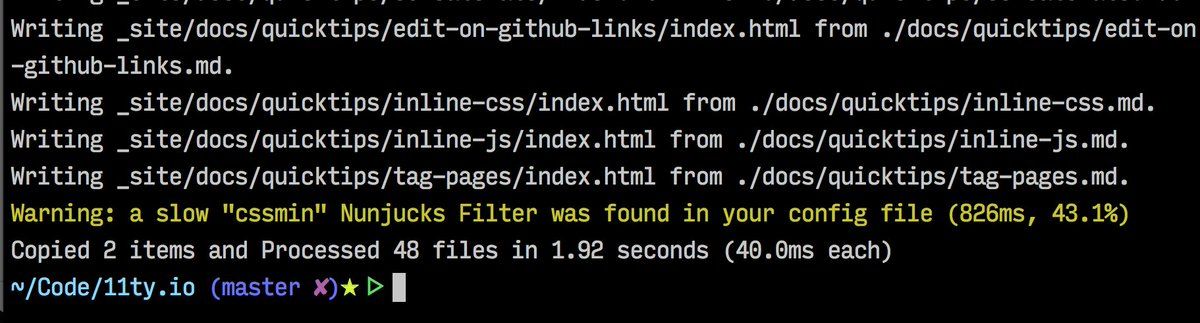 Writing _site/docs/quicktips/edit-on-github-links/index.html from ./docs/quicktips/edit-on
-github-links.md.
Writing _site/docs/quicktips/inline-css/index.html from ./docs/quicktips/inline-css.md.
Writing _site/docs/quicktips/inline-js/index.html from ./docs/quicktips/inline-js.md.
Writing _site/docs/quicktips/tag-pages/index.html from ./docs/quicktips/tag-pages.md.
Warning: a slow "cssmin" Nunjucks Filter was found in your config file (826ms, 43.1%)
Copied 2 items and Processed 48 files in 1.92 seconds (40.0ms each)
~/Code/11ty.io (master ✘)★ ▷